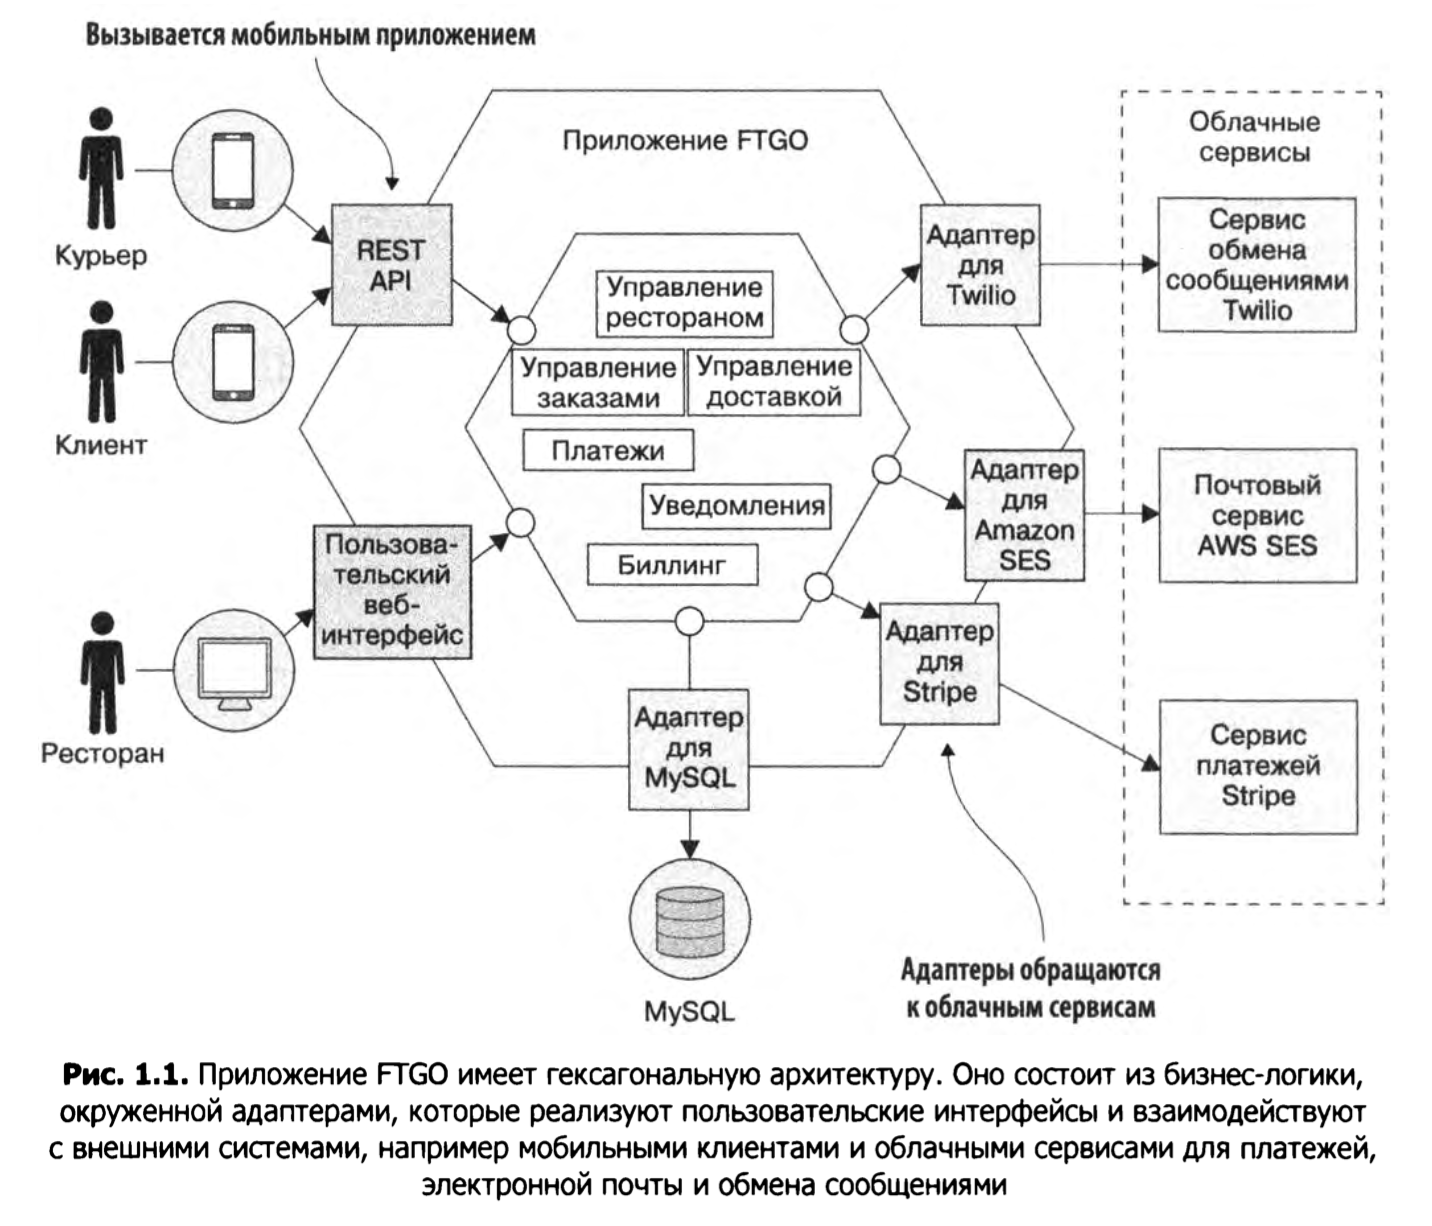 Вызывается мобильным приложением
Приложение FTGO
Облачные
сервисы
Курьер
REST
API
Адаптер
для
Twilio
Сервис
обмена
сообщениями
Twilio
Клиент
Управление
рестораном
Управление
заказами
Управление
доставкой
Платежи
Уведомления
Биллинг
Адаптер
для
Amazon
SES
Почтовый
сервис
AWS SES
Пользова-
тельский
веб-
интерфейс
Ресторан
Адаптер
для
Stripe
Адаптер
для
MySQL
Сервис
платежей
Stripe
MySQL
Адаптеры обращаются
к облачным сервисам
Рис. 1.1. Приложение FTGO имеет гексагональную архитектуру. Оно состоит из бизнес-логики,
окруженной адаптерами, которые реализуют пользовательские интерфейсы и взаимодействуют
с внешними системами, например мобильными клиентами и облачными сервисами для платежей,
электронной почты и обмена сообщениями